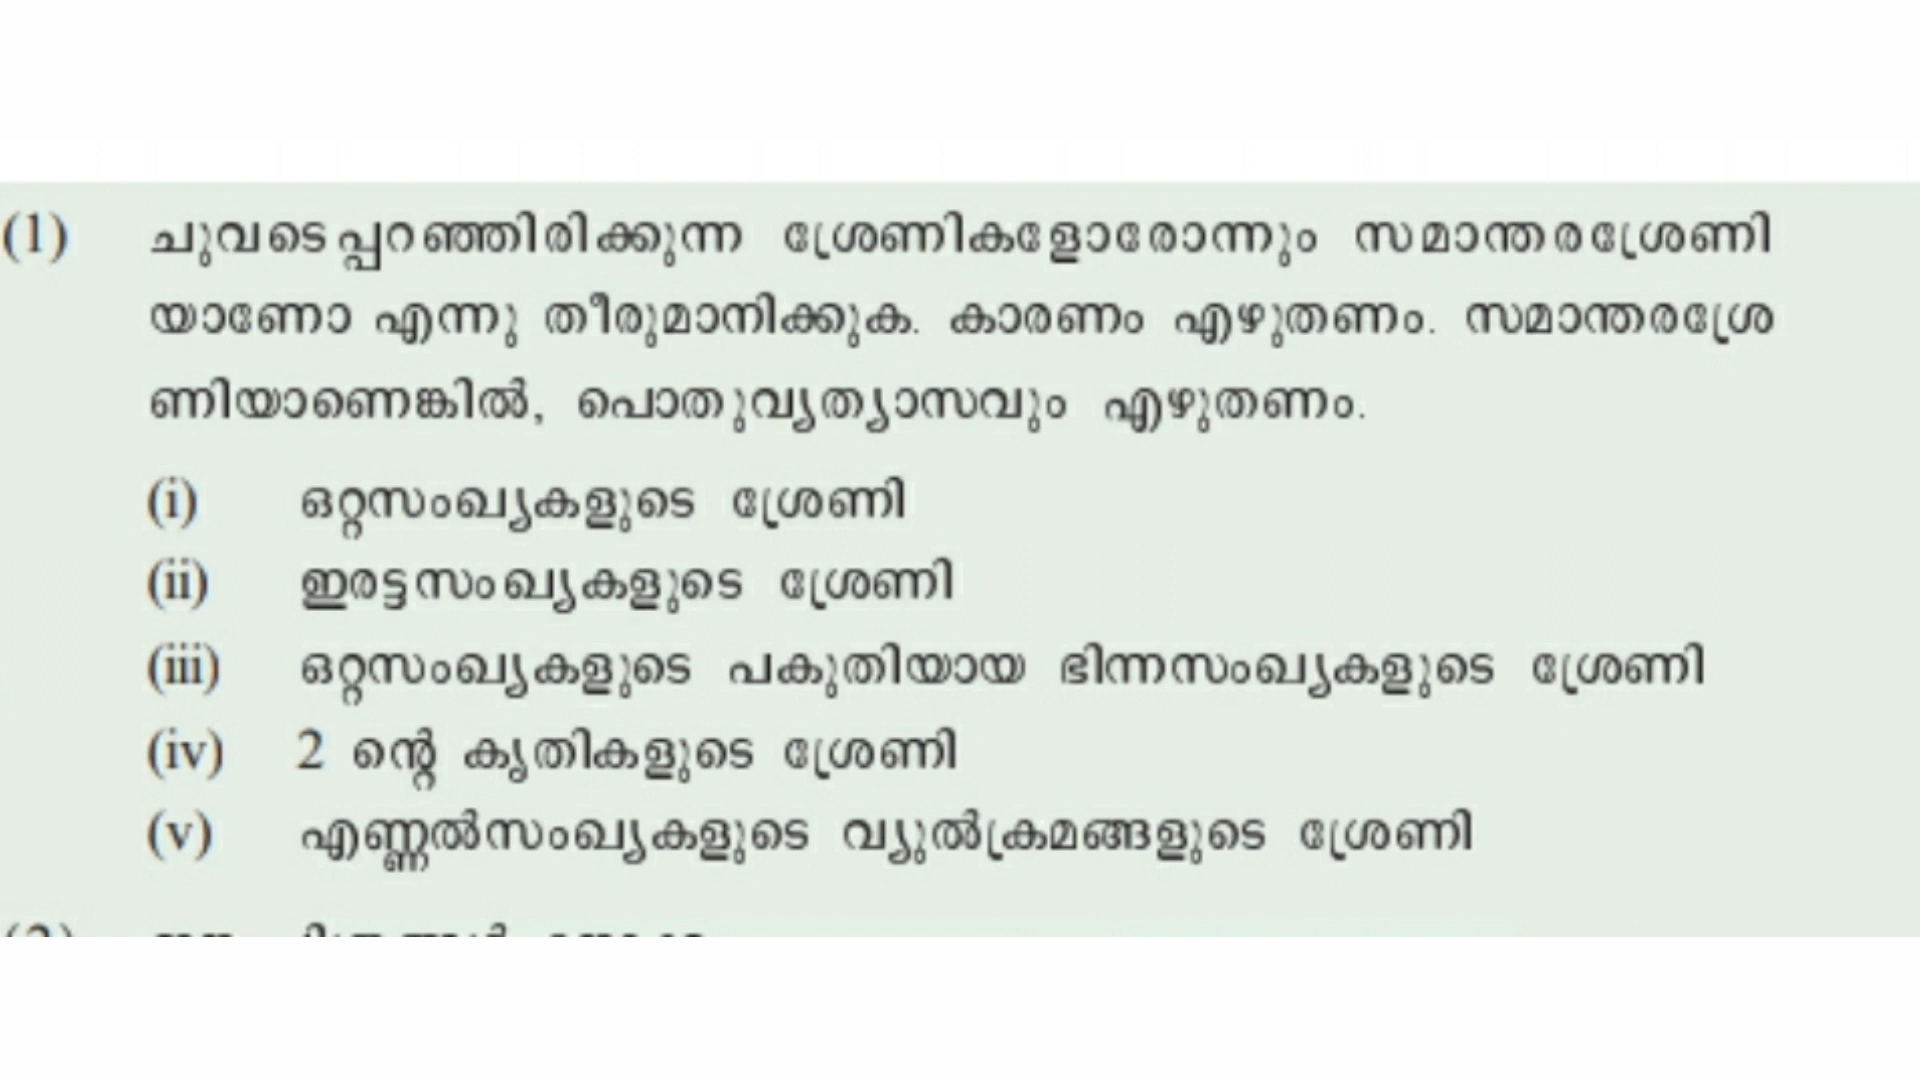 (1) ചുവടെപ്പറഞ്ഞിരിക്കുന്ന ശ്രേണികളോരോന്നും സമാന്തരശ്രേണി
യാണോ എന്നു തീരുമാനിക്കുക. കാരണം എഴുതണം. സമാന്തരശ്രേ
ണിയാണെങ്കിൽ, പൊതുവ്യത്യാസവും എഴുതണം.
(i) ഒറ്റസംഖ്യകളുടെ ശ്രേണി
(ii) ഇരട്ടസംഖ്യകളുടെ ശ്രേണി
(iii) ഒറ്റസംഖ്യകളുടെ പകുതിയായ ഭിന്നസംഖ്യകളുടെ ശ്രേണി
(iv) 2 ന്റെ കൃതികളുടെ ശ്രേണി
(v) എണ്ണൽസംഖ്യകളുടെ വ്യുൽക്രമങ്ങളുടെ ശ്രേണി